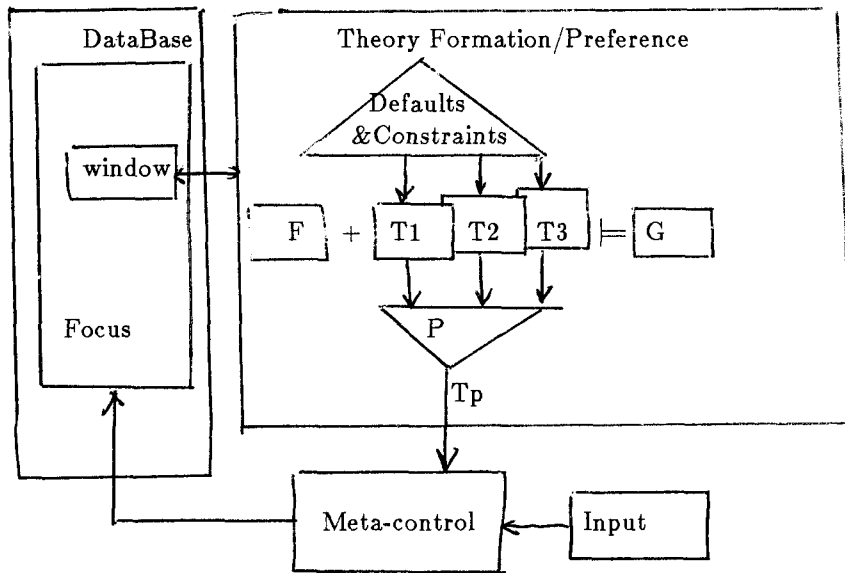 DataBase
Theory Formation/Preference
Defaults
&Constraints
window
F + T1 T2 T3 ⊨ G
Focus
P
Tp
Meta-control
Input